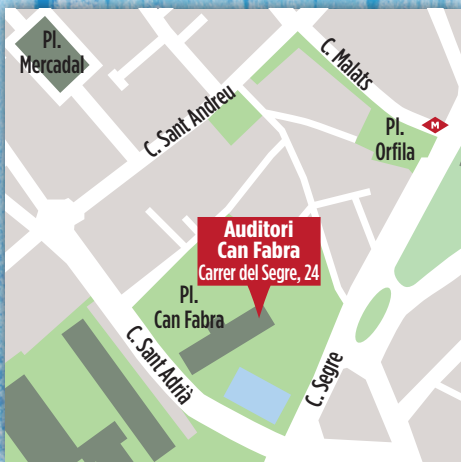 Pl.
Mercadal
C. Malats
C. Sant Andreu
M
Pl.
Orfila
Auditori
Can Fabra
Carrer del Segre, 24
Pl.
Can Fabra
C. Sant Adrià
C. Segre